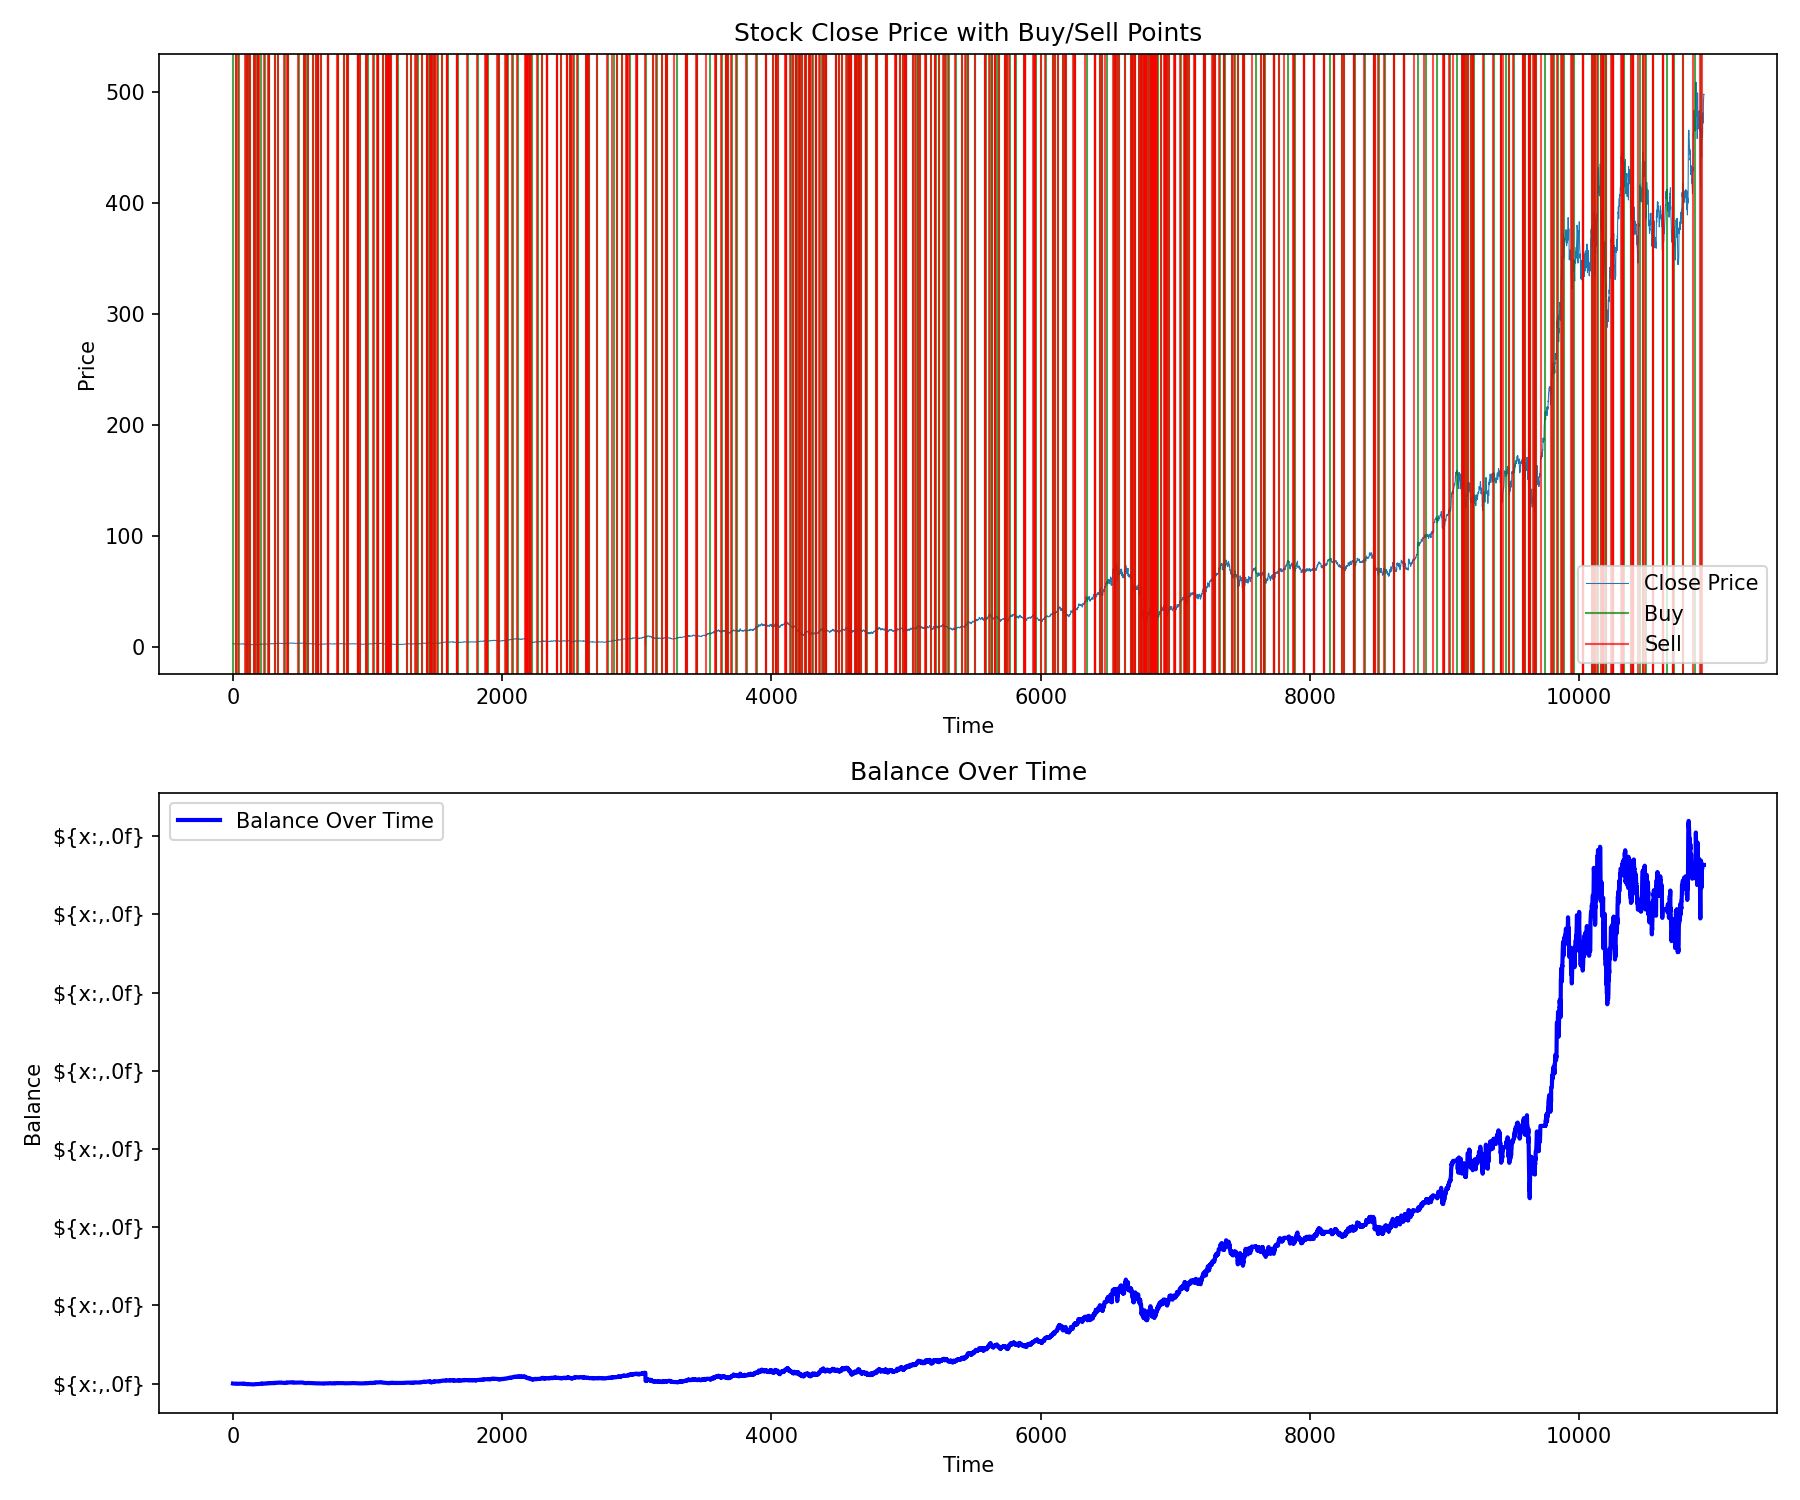 Stock Close Price with Buy/Sell Points
Price
500
400
300
200
100
0
Close Price
Buy
Sell
0 2000 4000 6000 8000 10000
Time
Balance Over Time
Balance
Balance Over Time
${x:,.0f}
${x:,.0f}
${x:,.0f}
${x:,.0f}
${x:,.0f}
${x:,.0f}
${x:,.0f}
${x:,.0f}
0 2000 4000 6000 8000 10000
Time